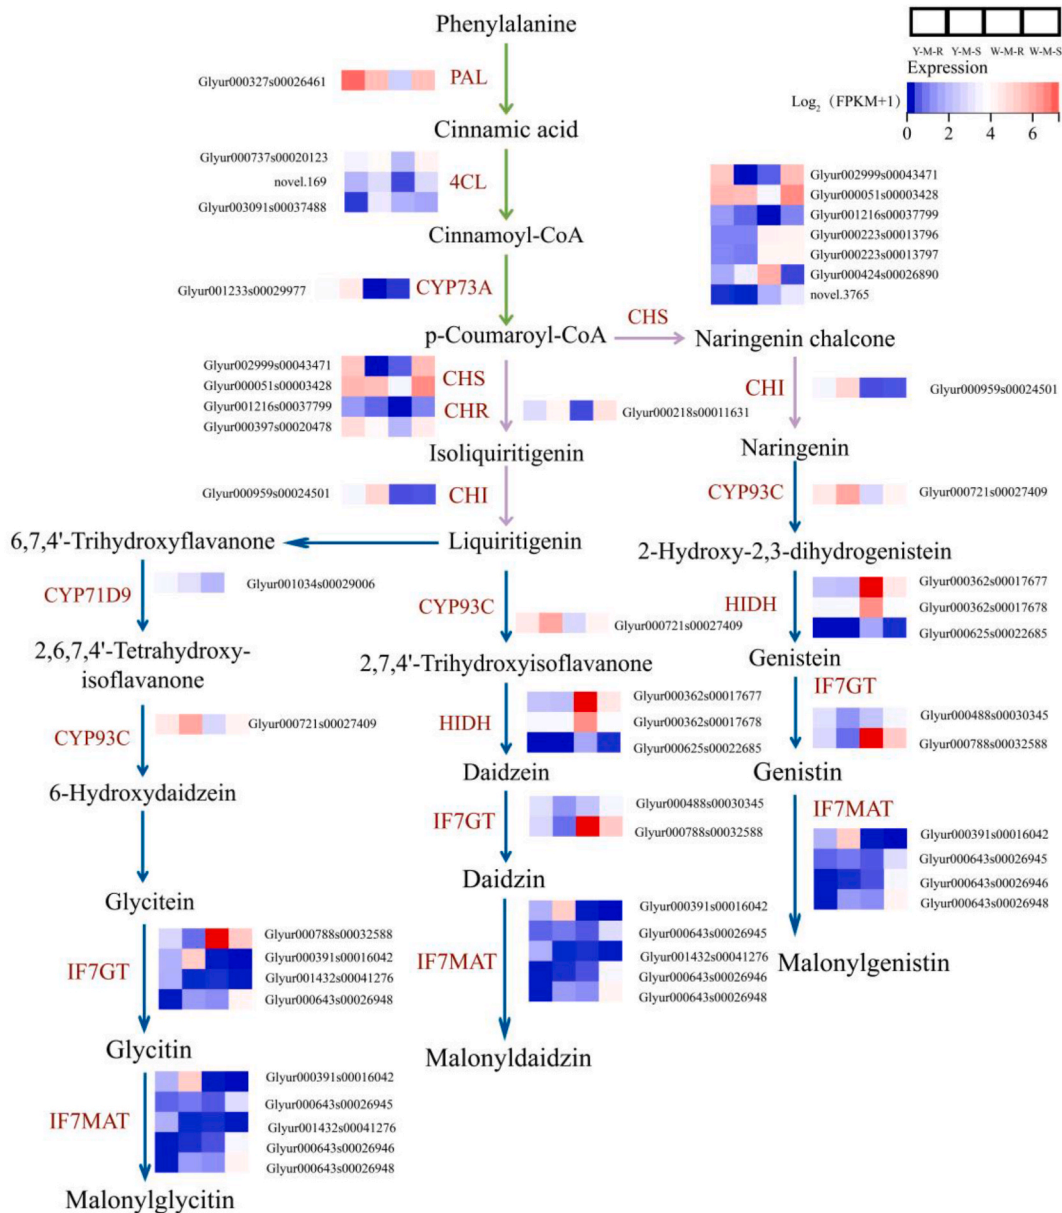 Phenylalanine
Y-M-R Y-M-S W-M-R W-M-S
Expression
Log2 (FPKM+1)
0 2 4 6
Glyur000327s00026461
PAL
Cinnamic acid
Glyur000737s00020123
novel.169
Glyur003091s00037488
4CL
Glyur002999s00043471
Glyur000051s00003428
Glyur001216s00037799
Glyur000223s00013796
Glyur000223s00013797
Glyur000424s00026890
novel.3765
Cinnamoyl-CoA
Glyur001233s00029977
CYP73A
p-Coumaroyl-CoA
CHS
Naringenin chalcone
Glyur002999s00043471
Glyur000051s00003428
Glyur001216s00037799
Glyur000397s00020478
CHS
CHR
Glyur000218s00011631
CHI
Glyur000959s00024501
Isoliquiritigenin
Naringenin
Glyur000959s00024501
CHI
CYP93C
Glyur000721s00027409
6,7,4'-Trihydroxyflavanone
Liquiritigenin
2-Hydroxy-2,3-dihydrogenistein
CYP71D9
Glyur001034s00029006
CYP93C
Glyur000721s00027409
HIDH
Glyur000362s00017677
Glyur000362s00017678
Glyur000625s00022685
2,6,7,4'-Tetrahydroxy-
isoflavanone
2,7,4'-Trihydroxyisoflavanone
Genistein
CYP93C
Glyur000721s00027409
HIDH
Glyur000362s00017677
Glyur000362s00017678
Glyur000625s00022685
IF7GT
Glyur000488s00030345
Glyur000788s00032588
6-Hydroxydaidzein
Daidzein
Genistin
IF7GT
Glyur000488s00030345
Glyur000788s00032588
IF7MAT
Glyur000391s00016042
Glyur000643s00026945
Glyur000643s00026946
Glyur000643s00026948
Glycitein
Daidzin
Malonylgenistin
IF7GT
Glyur000788s00032588
Glyur000391s00016042
Glyur001432s00041276
Glyur000643s00026948
IF7MAT
Glyur000391s00016042
Glyur000643s00026945
Glyur001432s00041276
Glyur000643s00026946
Glyur000643s00026948
Glycitin
Malonyldaidzin
IF7MAT
Glyur000391s00016042
Glyur000643s00026945
Glyur001432s00041276
Glyur000643s00026946
Glyur000643s00026948
Malonylglycitin